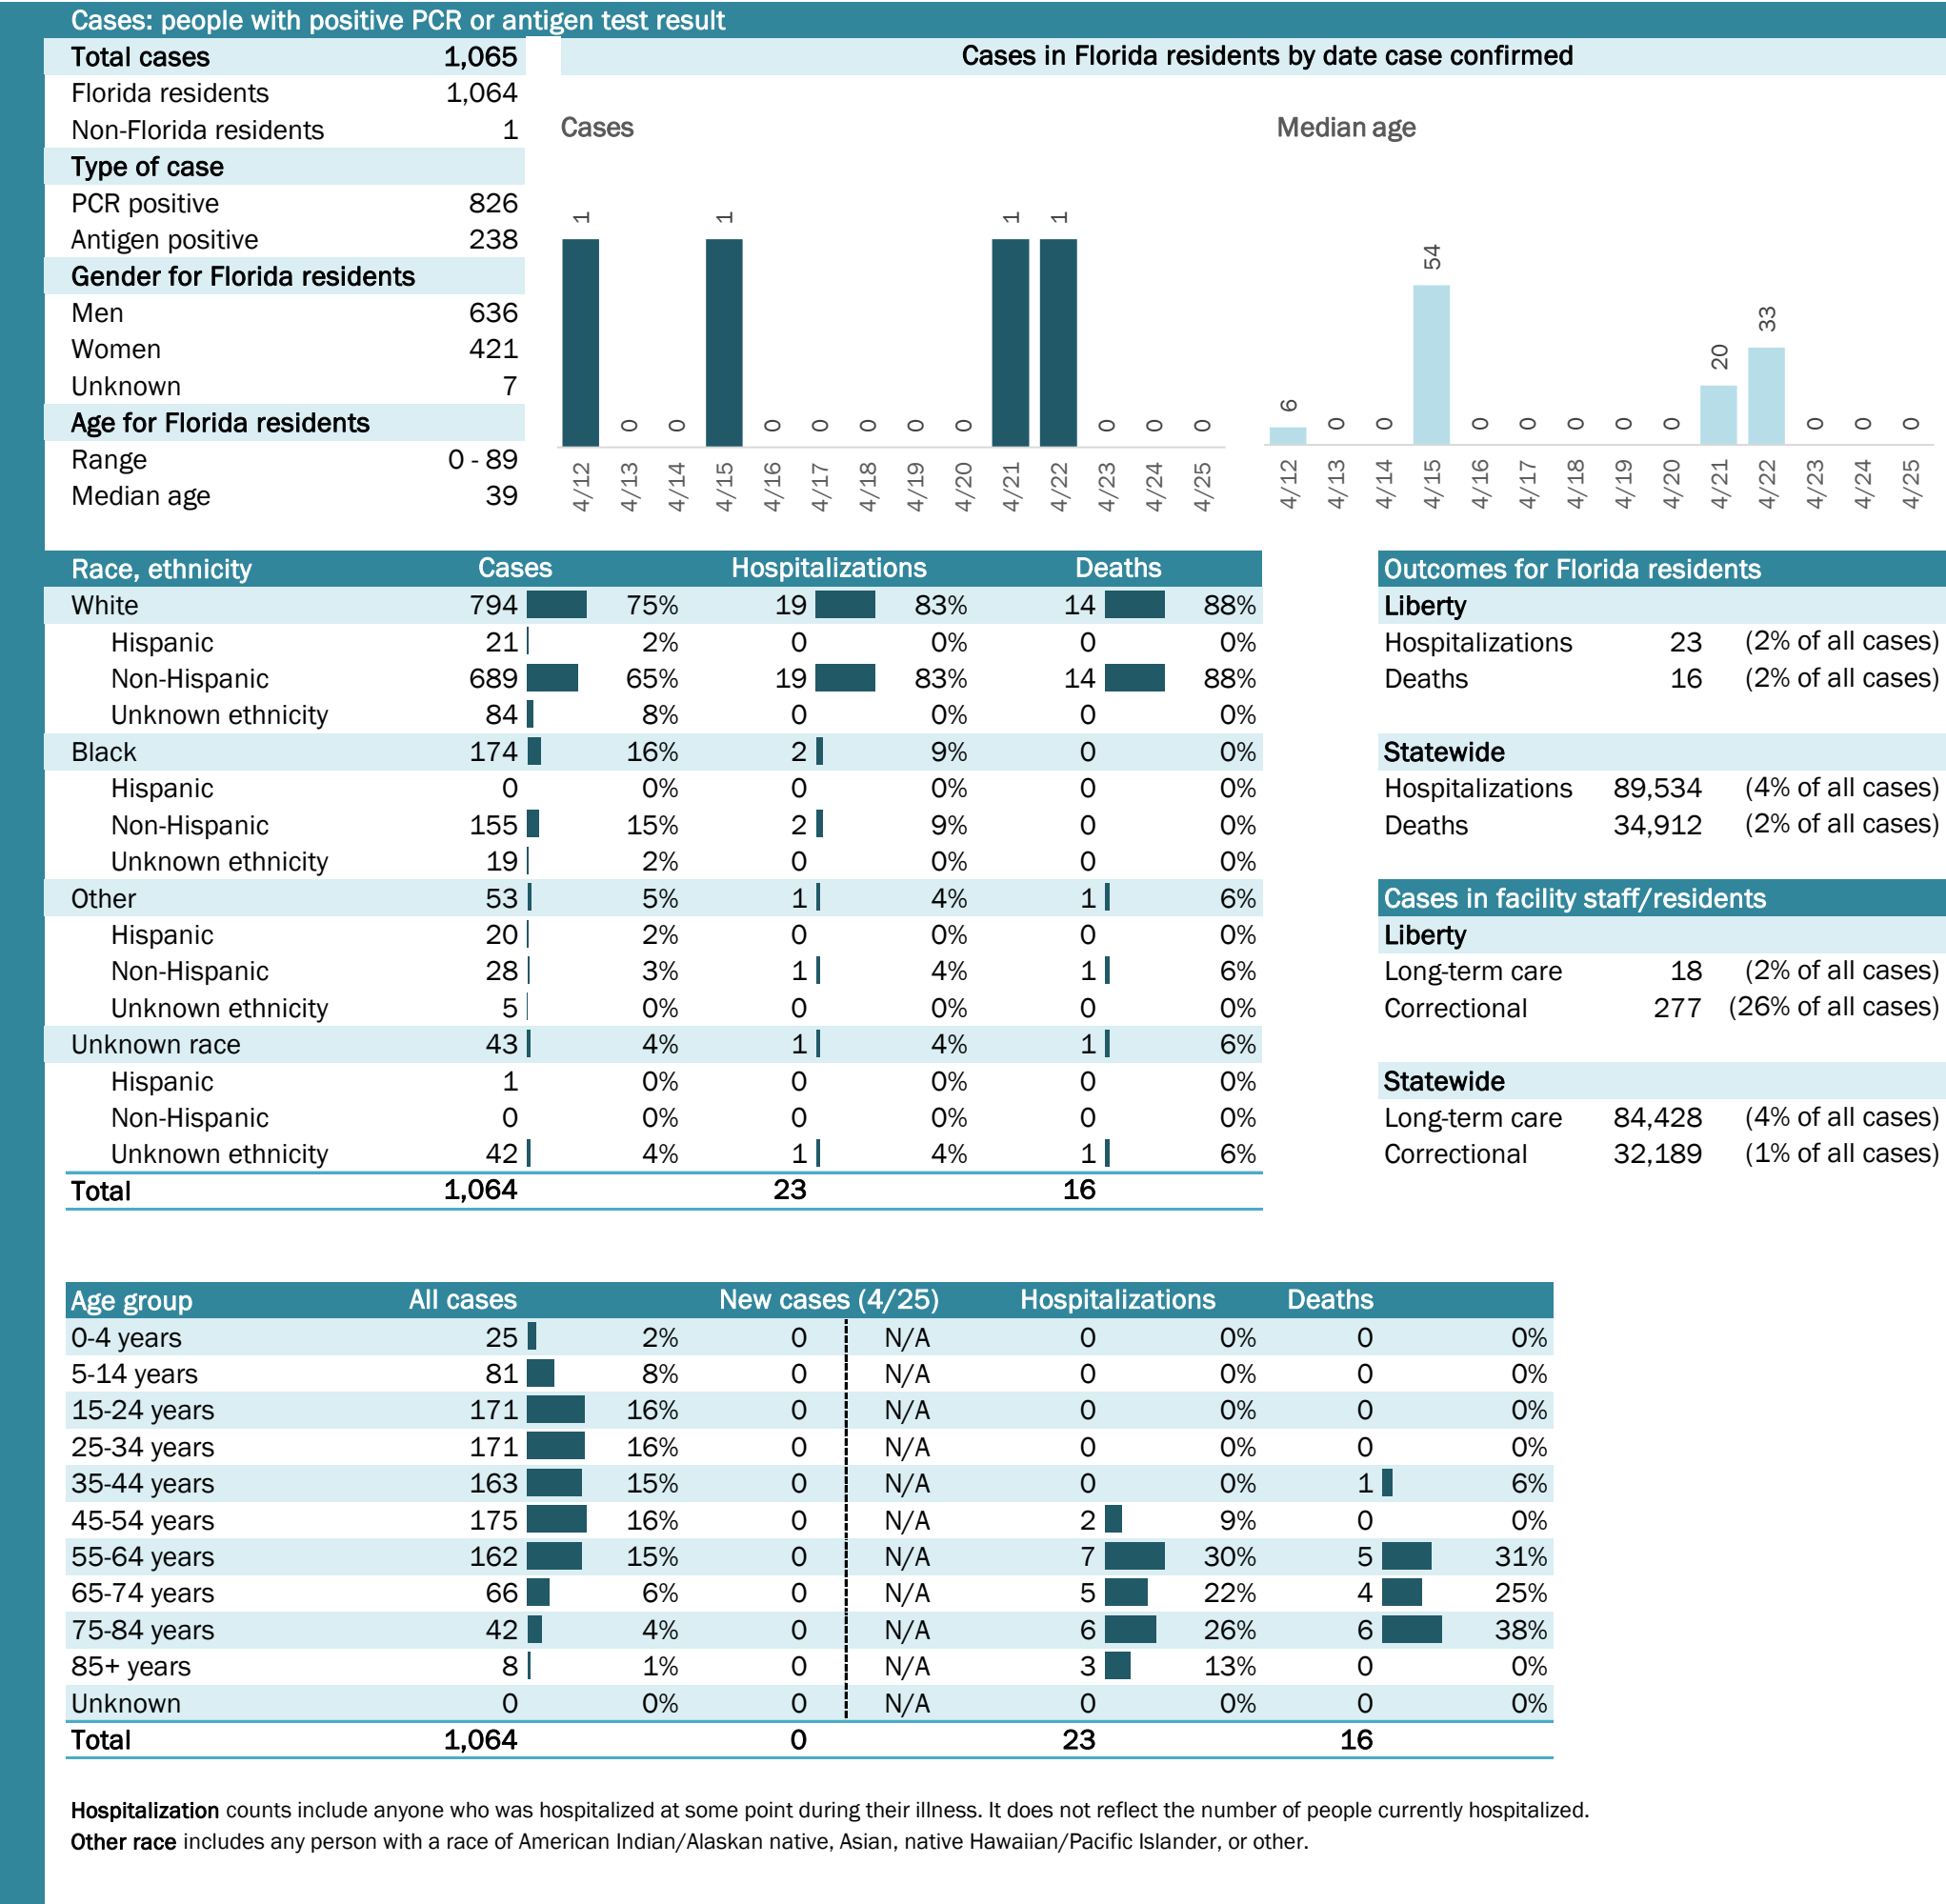 Cases: people with positive PCR or antigen test result
Total cases 1,065
Florida residents 1,064
Non-Florida residents 1
Type of case
PCR positive 826
Antigen positive 238
Gender for Florida residents
Men 636
Women 421
Unknown 7
Age for Florida residents
Range 0 - 89
Median age 39
Cases in Florida residents by date case confirmed
Cases
1 0 0 1 0 0 0 0 0 1 1 0 0 0
4/12 4/13 4/14 4/15 4/16 4/17 4/18 4/19 4/20 4/21 4/22 4/23 4/24 4/25
Median age
6 0 0 54 0 0 0 0 0 20 33 0 0 0
4/12 4/13 4/14 4/15 4/16 4/17 4/18 4/19 4/20 4/21 4/22 4/23 4/24 4/25
Race, ethnicity Cases Hospitalizations Deaths
White 794 75% 19 83% 14 88%
Hispanic 21 2% 0 0% 0 0%
Non-Hispanic 689 65% 19 83% 14 88%
Unknown ethnicity 84 8% 0 0% 0 0%
Black 174 16% 2 9% 0 0%
Hispanic 0 0% 0 0% 0 0%
Non-Hispanic 155 15% 2 9% 0 0%
Unknown ethnicity 19 2% 0 0% 0 0%
Other 53 5% 1 4% 1 6%
Hispanic 20 2% 0 0% 0 0%
Non-Hispanic 28 3% 1 4% 1 6%
Unknown ethnicity 5 0% 0 0% 0 0%
Unknown race 43 4% 1 4% 1 6%
Hispanic 1 0% 0 0% 0 0%
Non-Hispanic 0 0% 0 0% 0 0%
Unknown ethnicity 42 4% 1 4% 1 6%
Total 1,064 23 16
Outcomes for Florida residents
Liberty
Hospitalizations 23 (2% of all cases)
Deaths 16 (2% of all cases)
Statewide
Hospitalizations 89,534 (4% of all cases)
Deaths 34,912 (2% of all cases)
Cases in facility staff/residents
Liberty
Long-term care 18 (2% of all cases)
Correctional 277 (26% of all cases)
Statewide
Long-term care 84,428 (4% of all cases)
Correctional 32,189 (1% of all cases)
Age group All cases New cases (4/25) Hospitalizations Deaths
0-4 years 25 2% 0 N/A 0 0% 0 0%
5-14 years 81 8% 0 N/A 0 0% 0 0%
15-24 years 171 16% 0 N/A 0 0% 0 0%
25-34 years 171 16% 0 N/A 0 0% 0 0%
35-44 years 163 15% 0 N/A 0 0% 1 6%
45-54 years 175 16% 0 N/A 2 9% 0 0%
55-64 years 162 15% 0 N/A 7 30% 5 31%
65-74 years 66 6% 0 N/A 5 22% 4 25%
75-84 years 42 4% 0 N/A 6 26% 6 38%
85+ years 8 1% 0 N/A 3 13% 0 0%
Unknown 0 0% 0 N/A 0 0% 0 0%
Total 1,064 0 23 16
Hospitalization counts include anyone who was hospitalized at some point during their illness. It does not reflect the number of people currently hospitalized.
Other race includes any person with a race of American Indian/Alaskan native, Asian, native Hawaiian/Pacific Islander, or other.